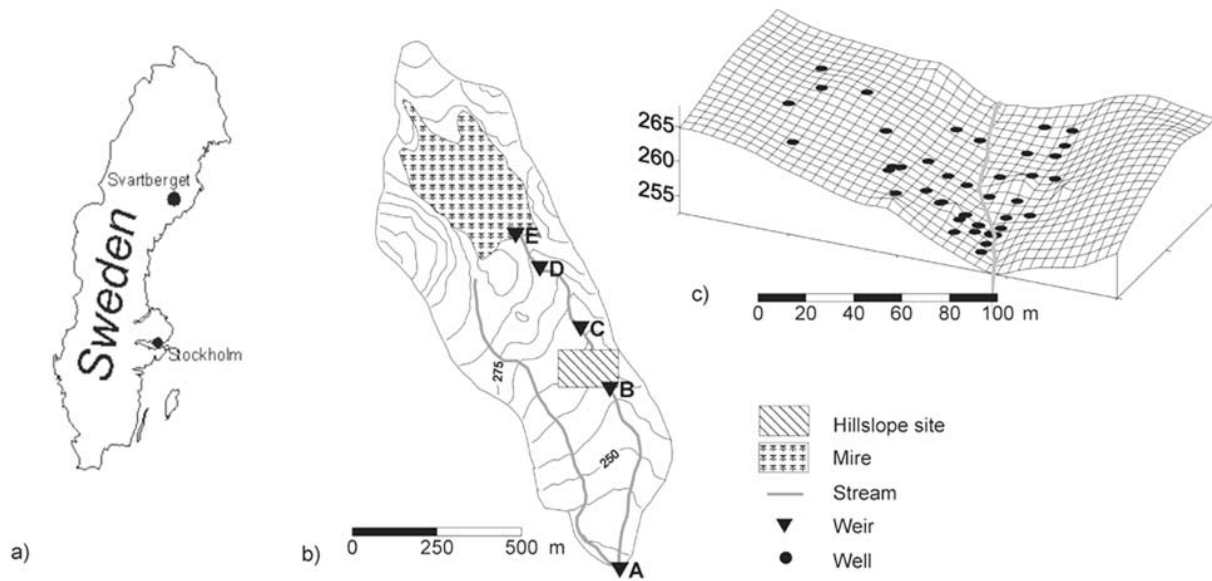 Svartberget
Sweden
Stockholm
a)
E
D
C
B
A
275
250
0 250 500 m
b)
265
260
255
c)
0 20 40 60 80 100 m
Hillslope site
Mire
Stream
Weir
Well